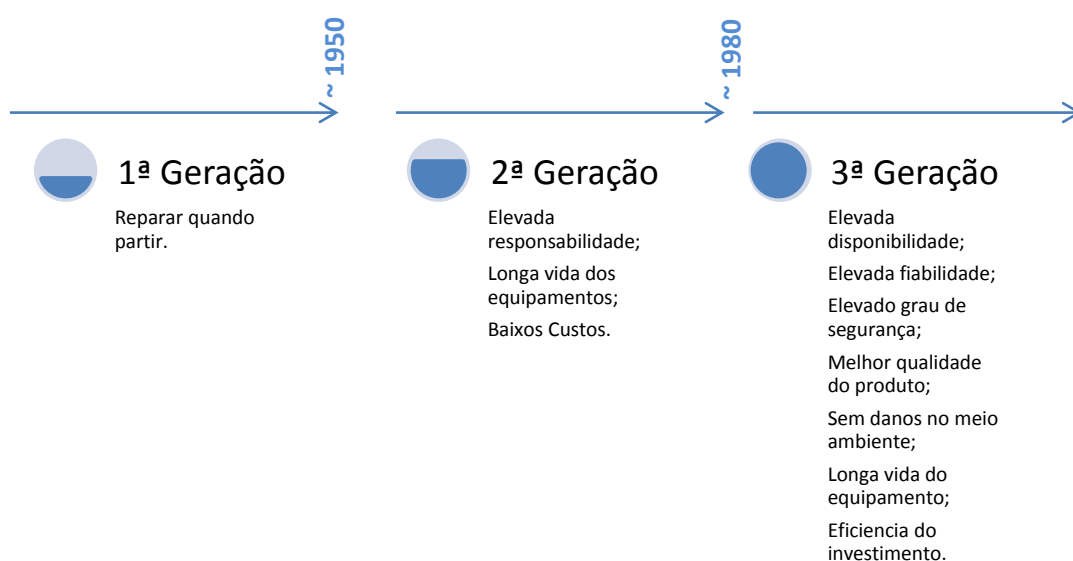 ~ 1950
~ 1980
1ª Geração
Reparar quando
partir.
2ª Geração
Elevada
responsabilidade;
Longa vida dos
equipamentos;
Baixos Custos.
3ª Geração
Elevada
disponibilidade;
Elevada fiabilidade;
Elevado grau de
segurança;
Melhor qualidade
do produto;
Sem danos no meio
ambiente;
Longa vida do
equipamento;
Eficiencia do
investimento.